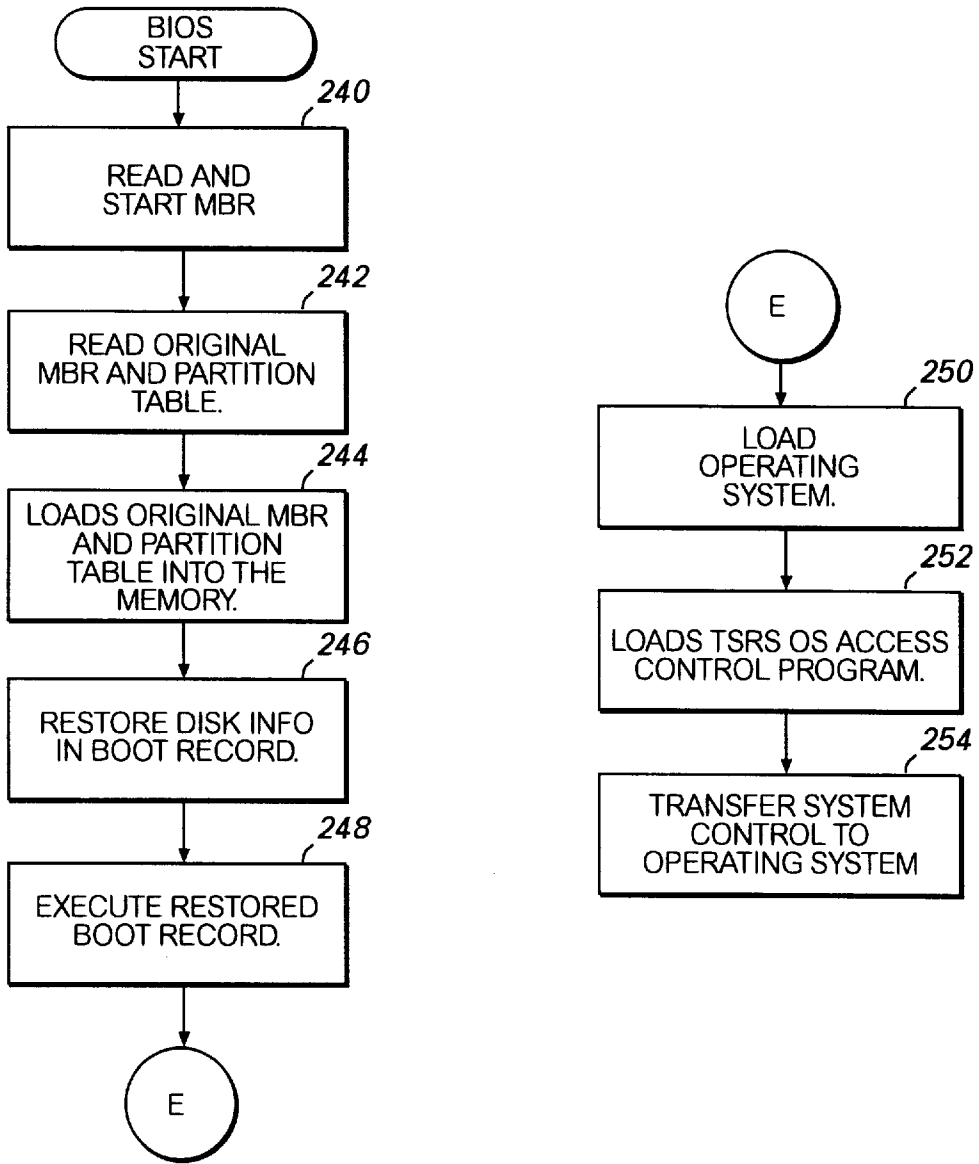 BIOS
START
240
READ AND
START MBR
242
READ ORIGINAL
MBR AND PARTITION
TABLE.
244
LOADS ORIGINAL MBR
AND PARTITION
TABLE INTO THE
MEMORY.
246
RESTORE DISK INFO
IN BOOT RECORD.
248
EXECUTE RESTORED
BOOT RECORD.
E
E
250
LOAD
OPERATING
SYSTEM.
252
LOADS TSRS OS ACCESS
CONTROL PROGRAM.
254
TRANSFER SYSTEM
CONTROL TO
OPERATING SYSTEM